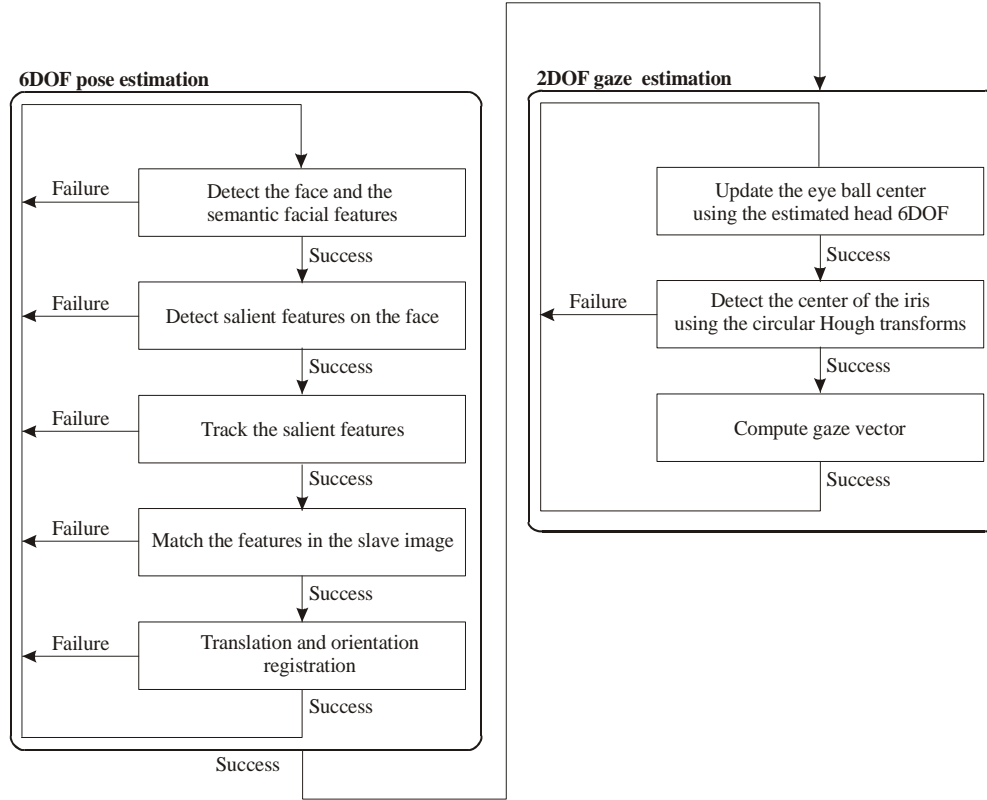 6DOF pose estimation
Failure
Detect the face and the
semantic facial features
Success
Failure
Detect salient features on the face
Success
Failure
Track the salient features
Success
Failure
Match the features in the slave image
Success
Failure
Translation and orientation
registration
Success
Success
2DOF gaze estimation
Update the eye ball center
using the estimated head 6DOF
Success
Failure
Detect the center of the iris
using the circular Hough transforms
Success
Compute gaze vector
Success